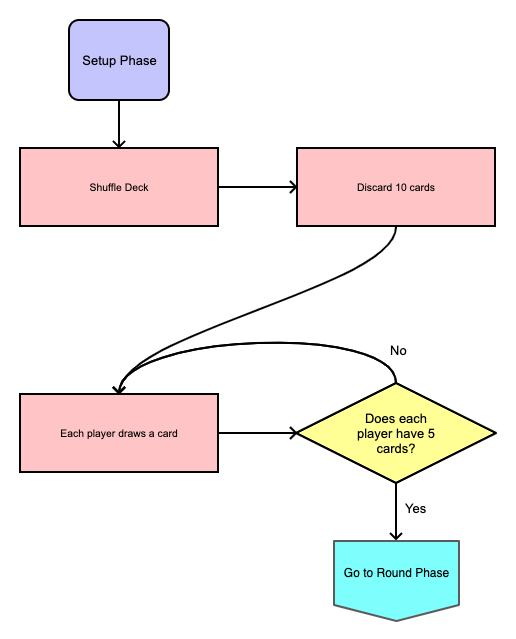 Setup Phase
Shuffle Deck
Discard 10 cards
No
Each player draws a card
Does each
player have 5
cards?
Yes
Go to Round Phase